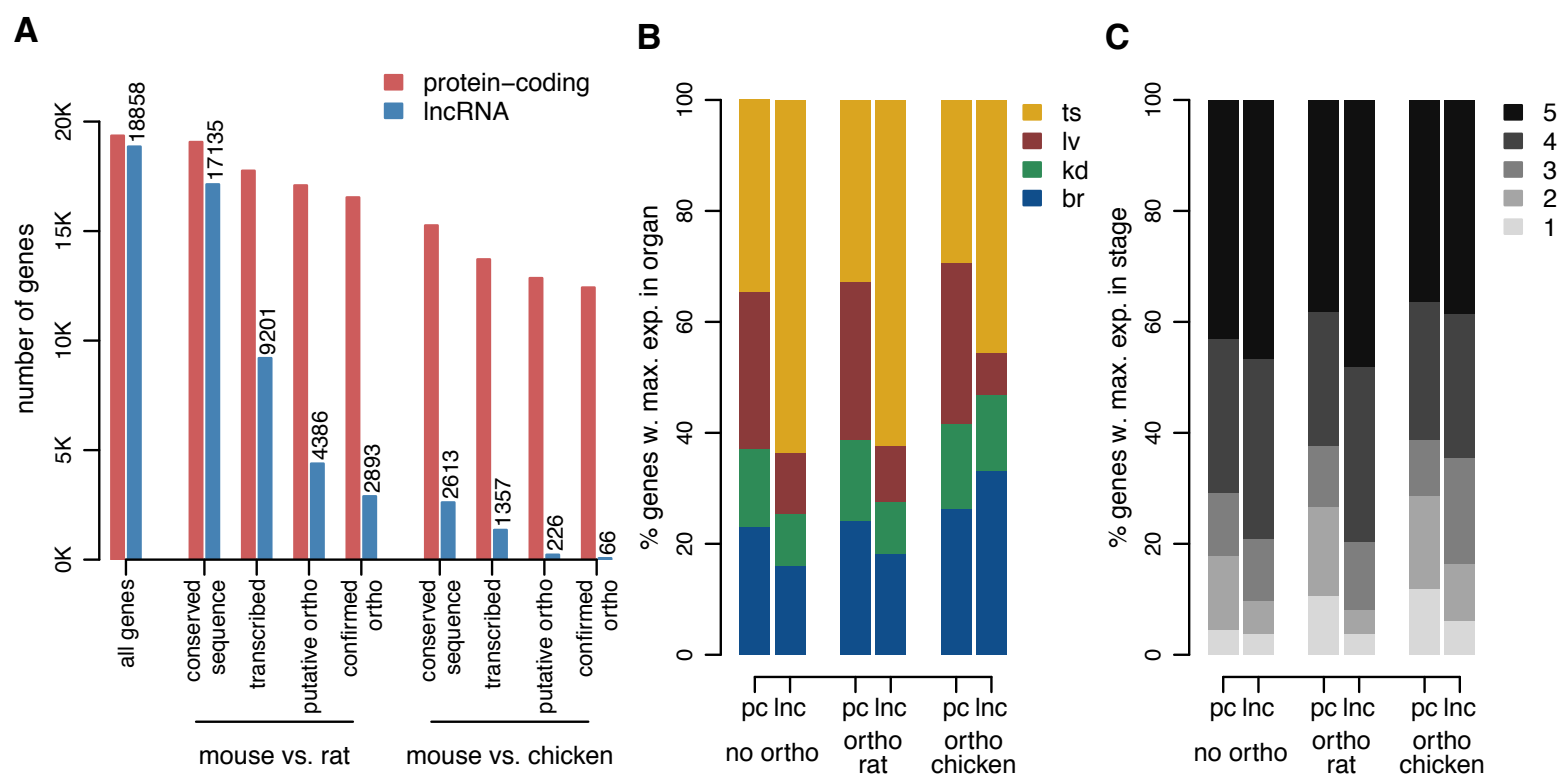 A
protein−coding
lncRNA
number of genes
0K
5K
10K
15K
20K
18858
17135
9201
4386
2893
2613
1357
226
66
all genes
conserved
sequence
transcribed
putative ortho
confirmed
ortho
conserved
sequence
transcribed
putative ortho
confirmed
ortho
mouse vs. rat
mouse vs. chicken
B
% genes w. max. exp. in organ
0
20
40
60
80
100
ts
lv
kd
br
pc lnc
pc lnc
pc lnc
no ortho
ortho
rat
ortho
chicken
C
% genes w. max. exp. in stage
0
20
40
60
80
100
5
4
3
2
1
pc lnc
pc lnc
pc lnc
no ortho
ortho
rat
ortho
chicken